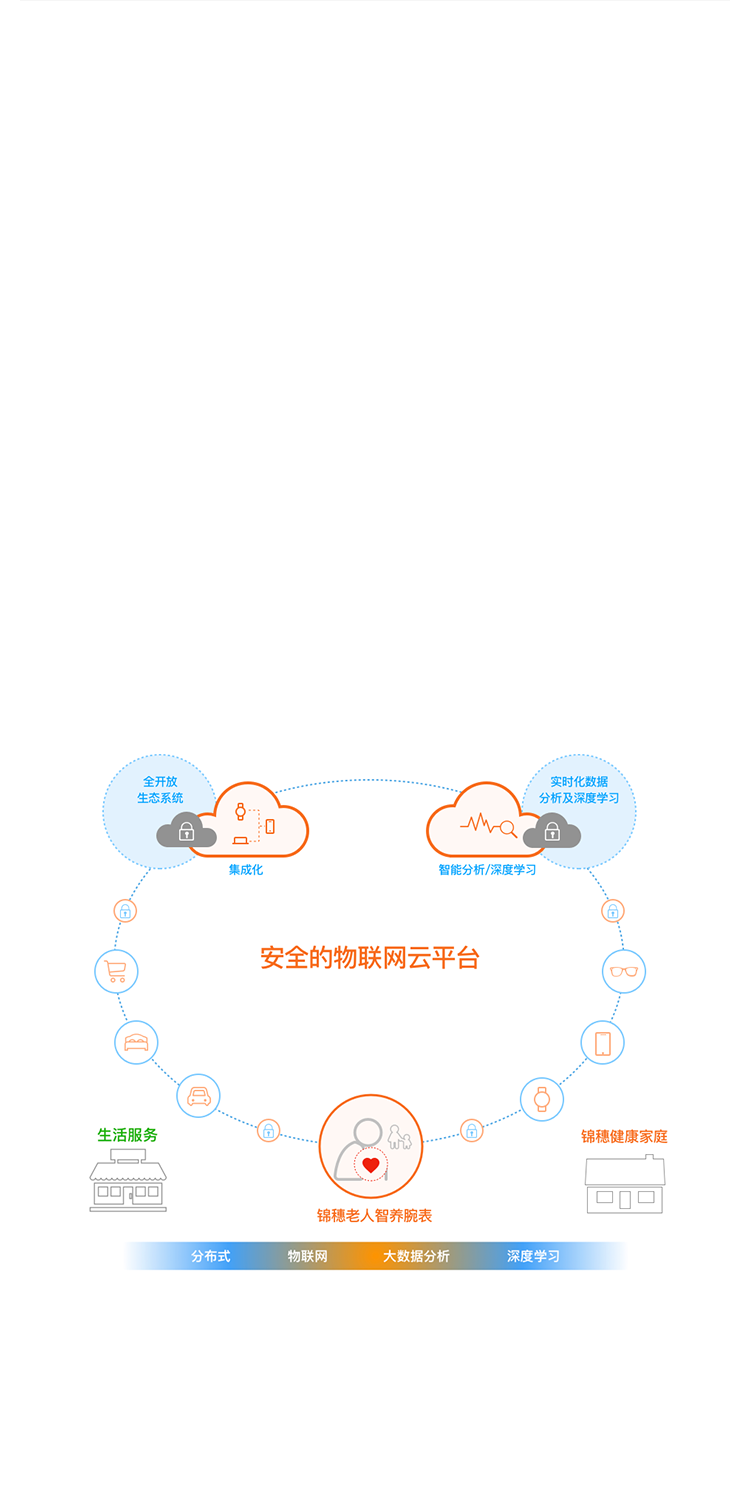 全开放
生态系统
实时化数据
分析及深度学习
集成化
智能分析/深度学习
安全的物联网云平台
生活服务
锦穗健康家庭
锦穗老人智养腕表
分布式 物联网 大数据分析 深度学习